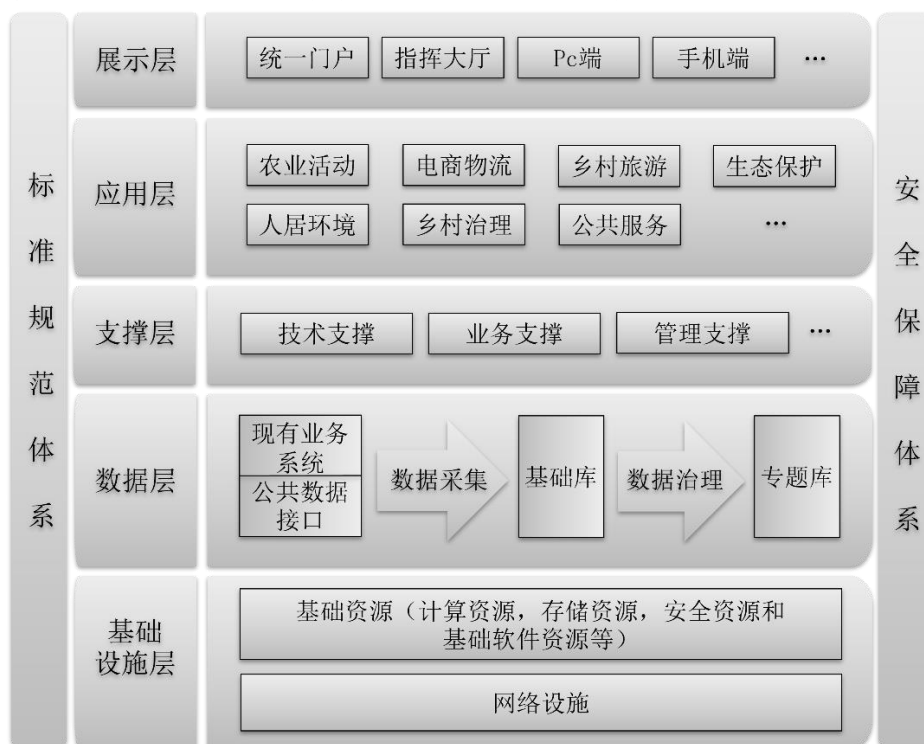 标准规范体系
展示层
统一门户
指挥大厅
Pc端
手机端
…
应用层
农业活动
电商物流
乡村旅游
生态保护
人居环境
乡村治理
公共服务
…
支撑层
技术支撑
业务支撑
管理支撑
…
数据层
现有业务
系统
公共数据
接口
数据采集
基础库
数据治理
专题库
基础
设施层
基础资源（计算资源，存储资源，安全资源和
基础软件资源等）
网络设施
安全保障体系